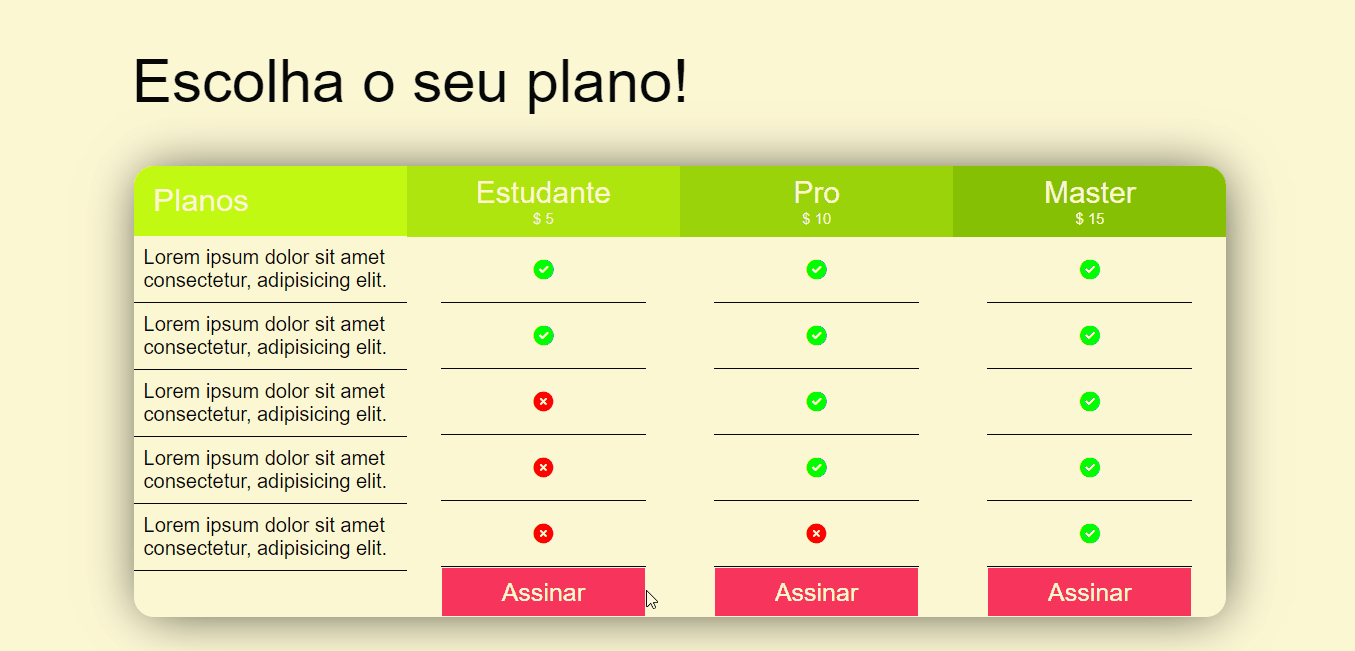 Escolha o seu plano!
Planos
Estudante
$ 5
Pro
$ 10
Master
$ 15
Lorem ipsum dolor sit amet
consectetur, adipisicing elit.
Lorem ipsum dolor sit amet
consectetur, adipisicing elit.
Lorem ipsum dolor sit amet
consectetur, adipisicing elit.
Lorem ipsum dolor sit amet
consectetur, adipisicing elit.
Lorem ipsum dolor sit amet
consectetur, adipisicing elit.
Assinar
Assinar
Assinar